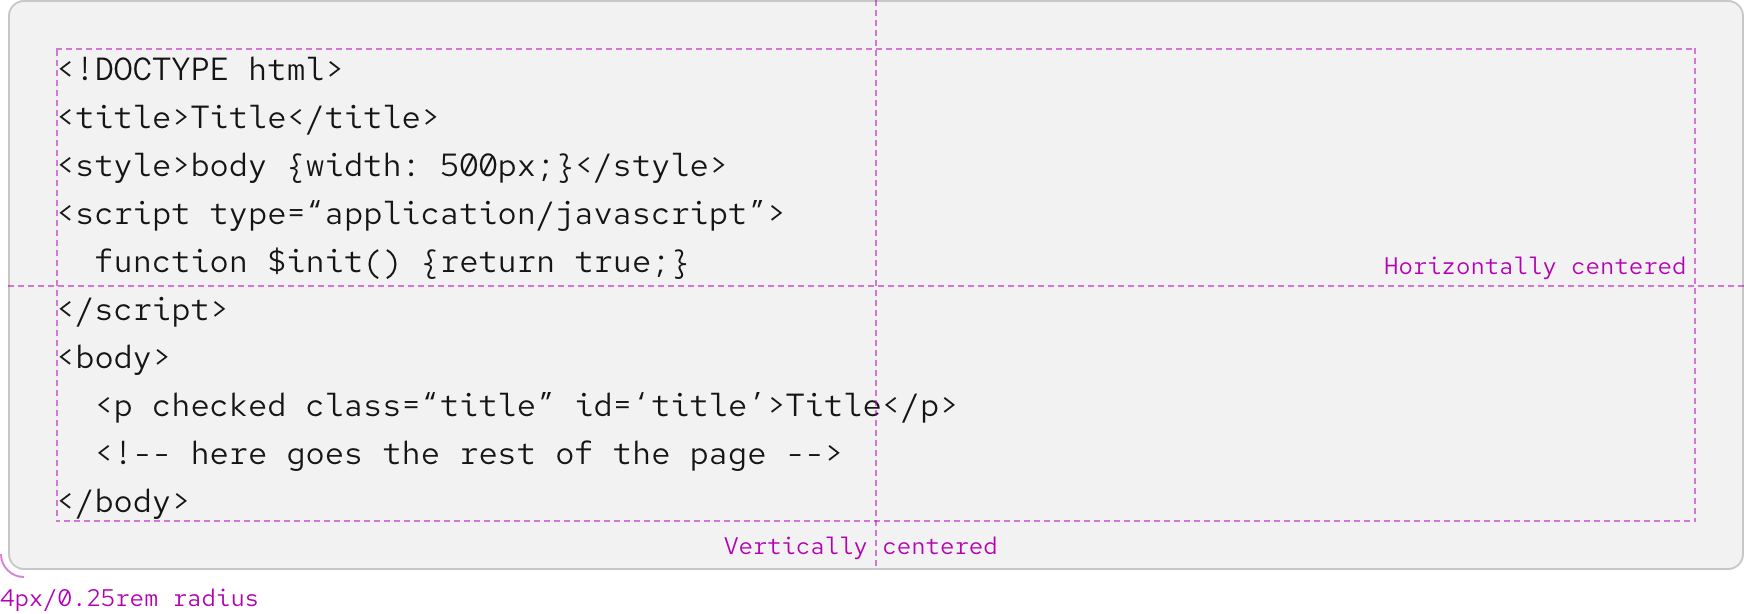 <!DOCTYPE html>
<title>Title</title>
<style>body {width: 500px;}</style>
<script type=“application/javascript”>
  function $init() {return true;}
Horizontally centered
</script>
<body>
  <p checked class=“title” id=‘title’>Title</p>
  <!-- here goes the rest of the page -->
</body>
Vertically centered
4px/0.25rem radius